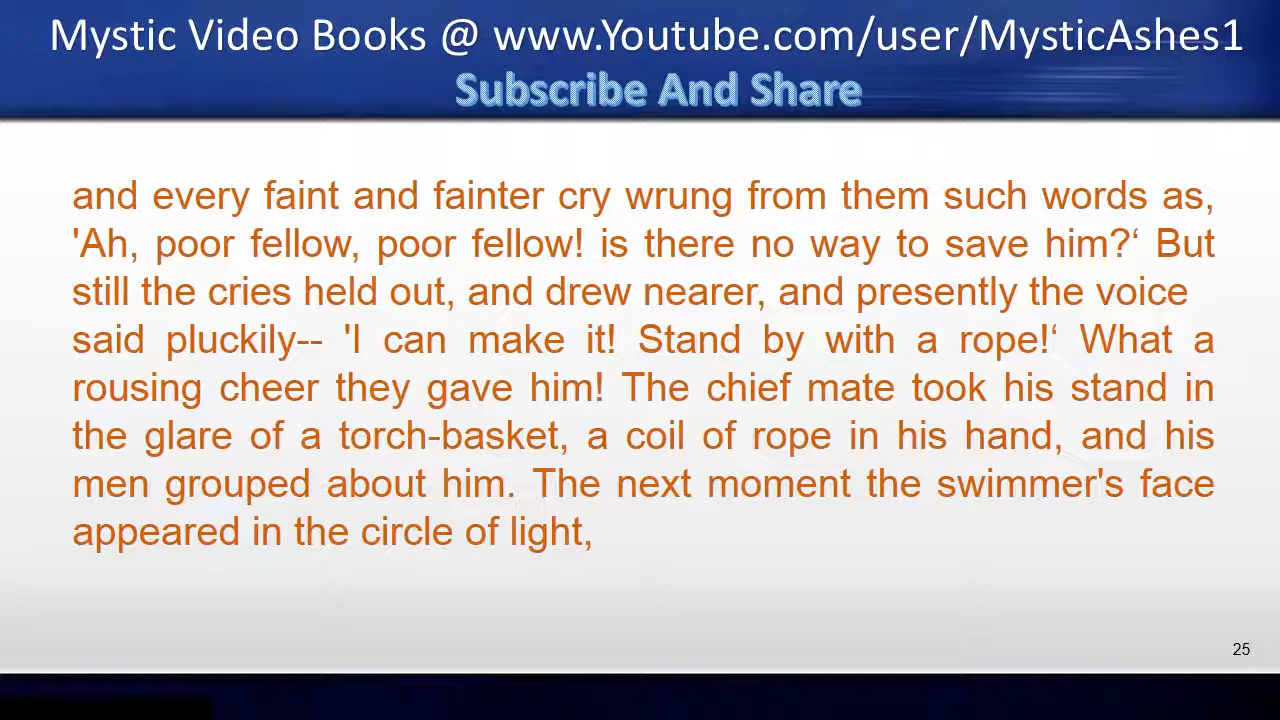 Mystic Video Books @ www.Youtube.com/user/MysticAshes1
Subscribe And Share
and every faint and fainter cry wrung from them such words as,
'Ah, poor fellow, poor fellow! is there no way to save him?‘ But
still the cries held out, and drew nearer, and presently the voice
said pluckily-- 'I can make it! Stand by with a rope!‘ What a
rousing cheer they gave him! The chief mate took his stand in
the glare of a torch-basket, a coil of rope in his hand, and his
men grouped about him. The next moment the swimmer's face
appeared in the circle of light,
25